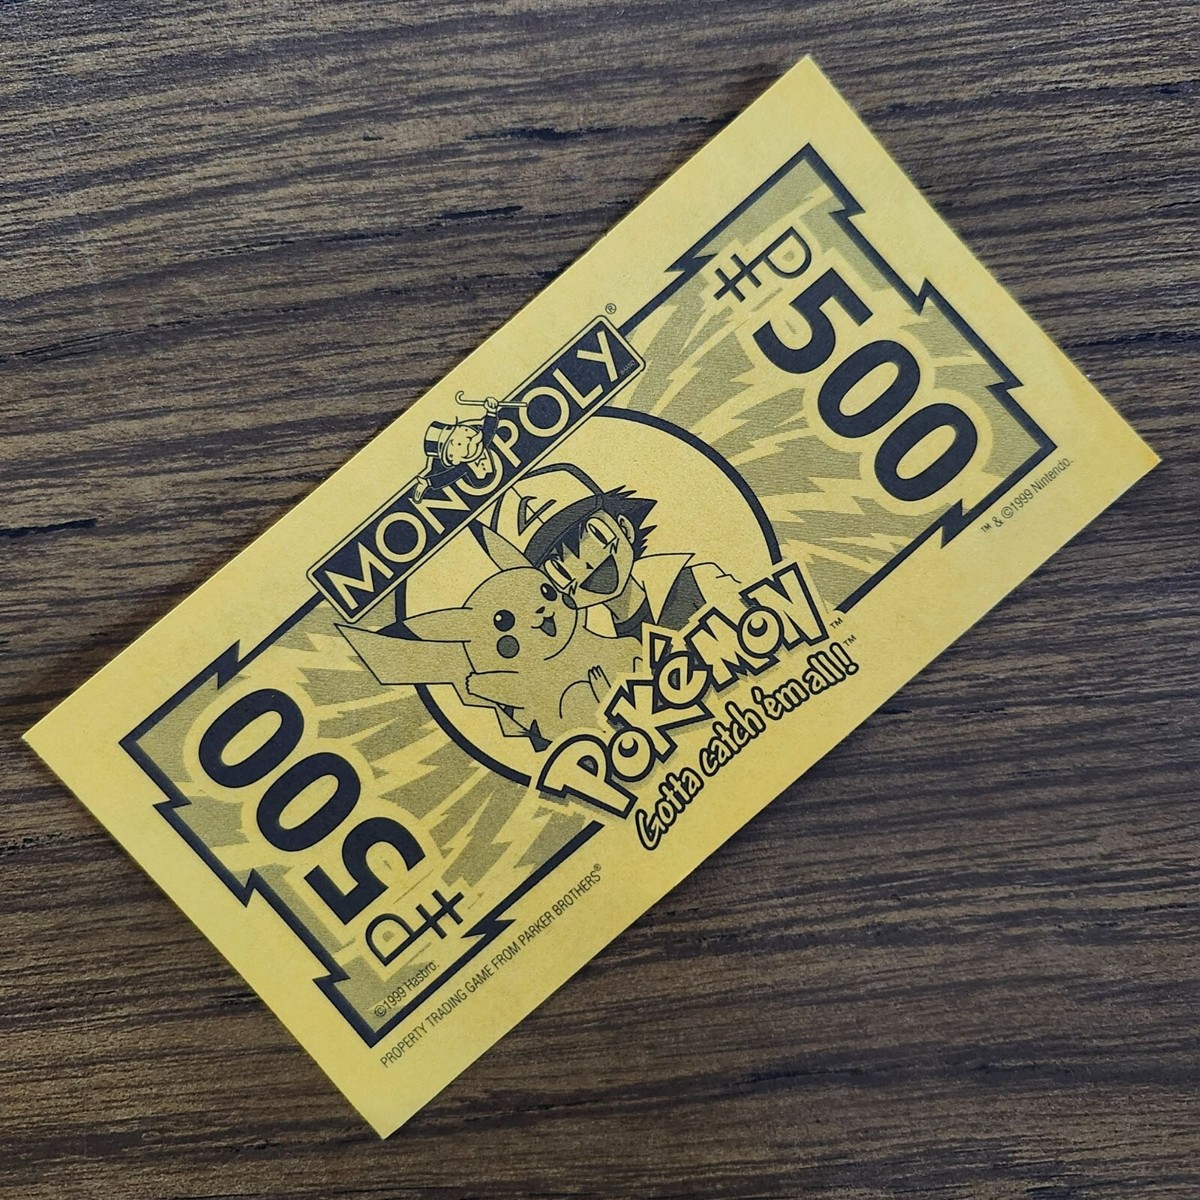 MONOPOLY®
500
500
POKéMON™
Gotta catch 'em all!™
©1999 Hasbro.
PROPERTY TRADING GAME FROM PARKER BROTHERS®
™ & ©1999 Nintendo.